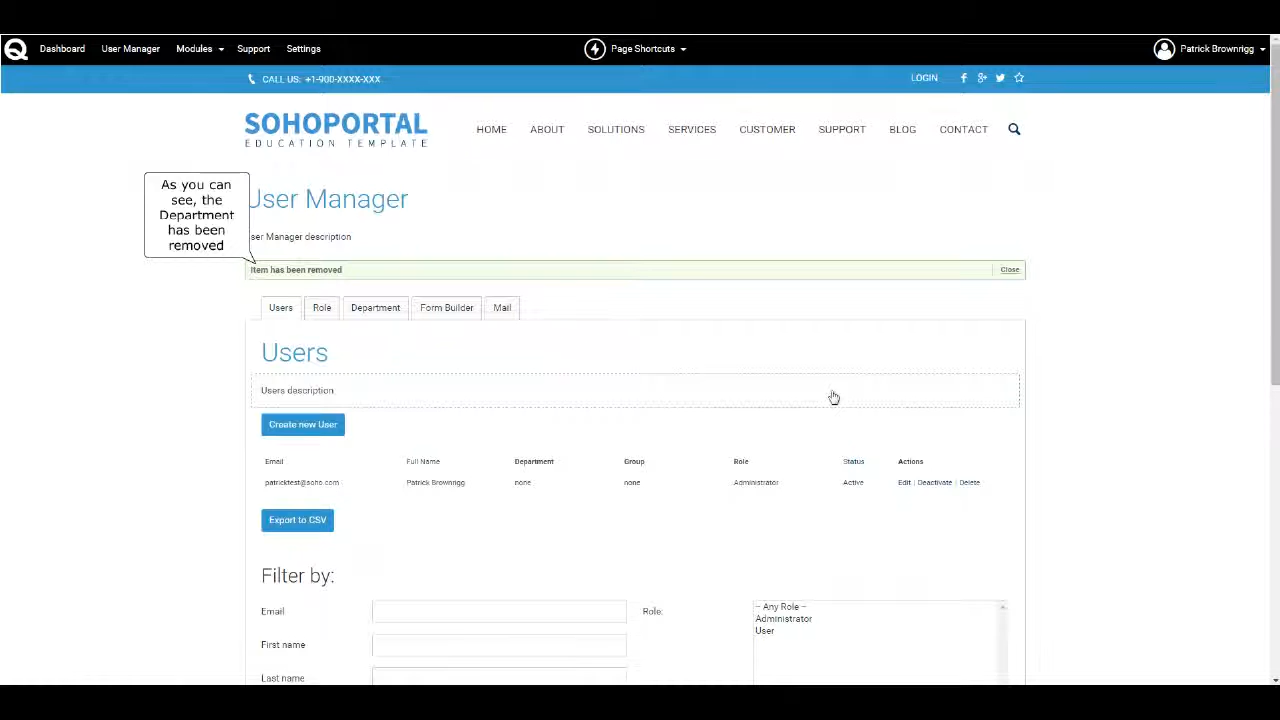 Dashboard User Manager Modules Support Settings Page Shortcuts Patrick Brownrigg
CALL US: +1-900-XXXX-XXX LOGIN
SOHOPORTAL
EDUCATION TEMPLATE
HOME ABOUT SOLUTIONS SERVICES CUSTOMER SUPPORT BLOG CONTACT
As you can
see, the
Department
has been
removed
User Manager
ser Manager description
Item has been removed Close
Users Role Department Form Builder Mail
Users
Users description
Create new User
Email Full Name Department Group Role Status Actions
patricktest@soho.com Patrick Brownrigg none none Administrator Active Edit | Deactivate | Delete
Export to CSV
Filter by:
Email Role: -- Any Role --
Administrator
User
First name
Last name